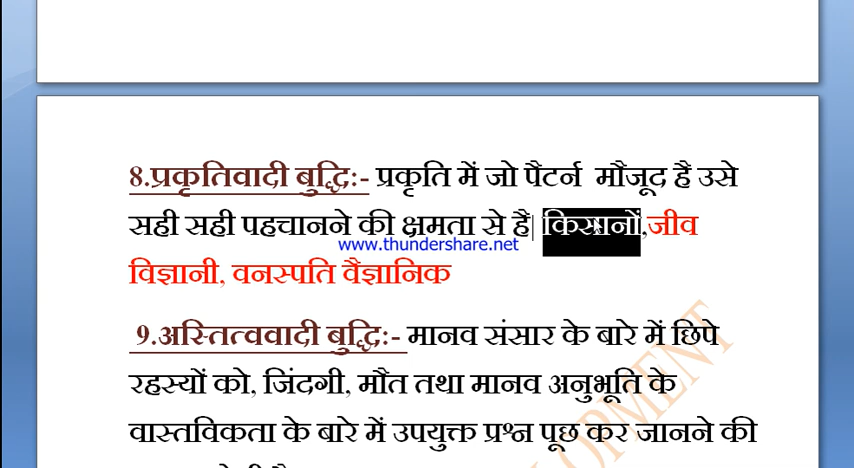 8.प्रकृतिवादी बुद्धिः- प्रकृति में जो पैटर्न मौजूद है उसे
सही सही पहचानने की क्षमता से है| किसानों,जीव
www.thundershare.net
विज्ञानी, वनस्पति वैज्ञानिक
9.अस्तित्ववादी बुद्धिः- मानव संसार के बारे में छिपे
रहस्यों को, जिंदगी, मौत तथा मानव अनुभूति के
वास्तविकता के बारे में उपयुक्त प्रश्न पूछ कर जानने की